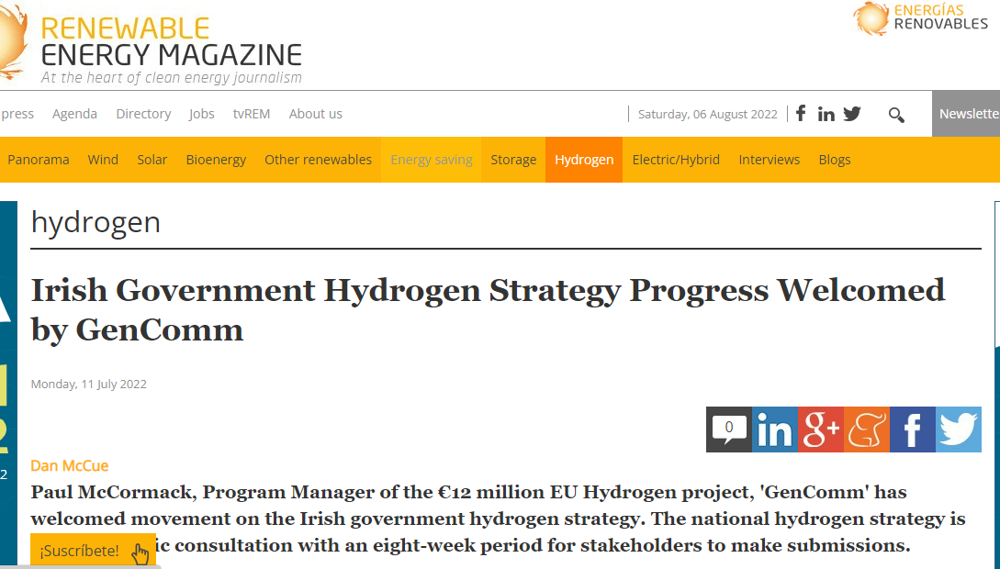 RENEWABLE
ENERGY MAGAZINE
At the heart of clean energy journalism
ENERGÍAS
RENOVABLES
press Agenda Directory Jobs tvREM About us
Saturday, 06 August 2022
Newslette
Panorama Wind Solar Bioenergy Other renewables Energy saving Storage Hydrogen Electric/Hybrid Interviews Blogs
hydrogen
Irish Government Hydrogen Strategy Progress Welcomed
by GenComm
Monday, 11 July 2022
0 in g+ f
Dan McCue
Paul McCormack, Program Manager of the €12 million EU Hydrogen project, 'GenComm' has
welcomed movement on the Irish government hydrogen strategy. The national hydrogen strategy is
¡Suscríbete! ic consultation with an eight-week period for stakeholders to make submissions.